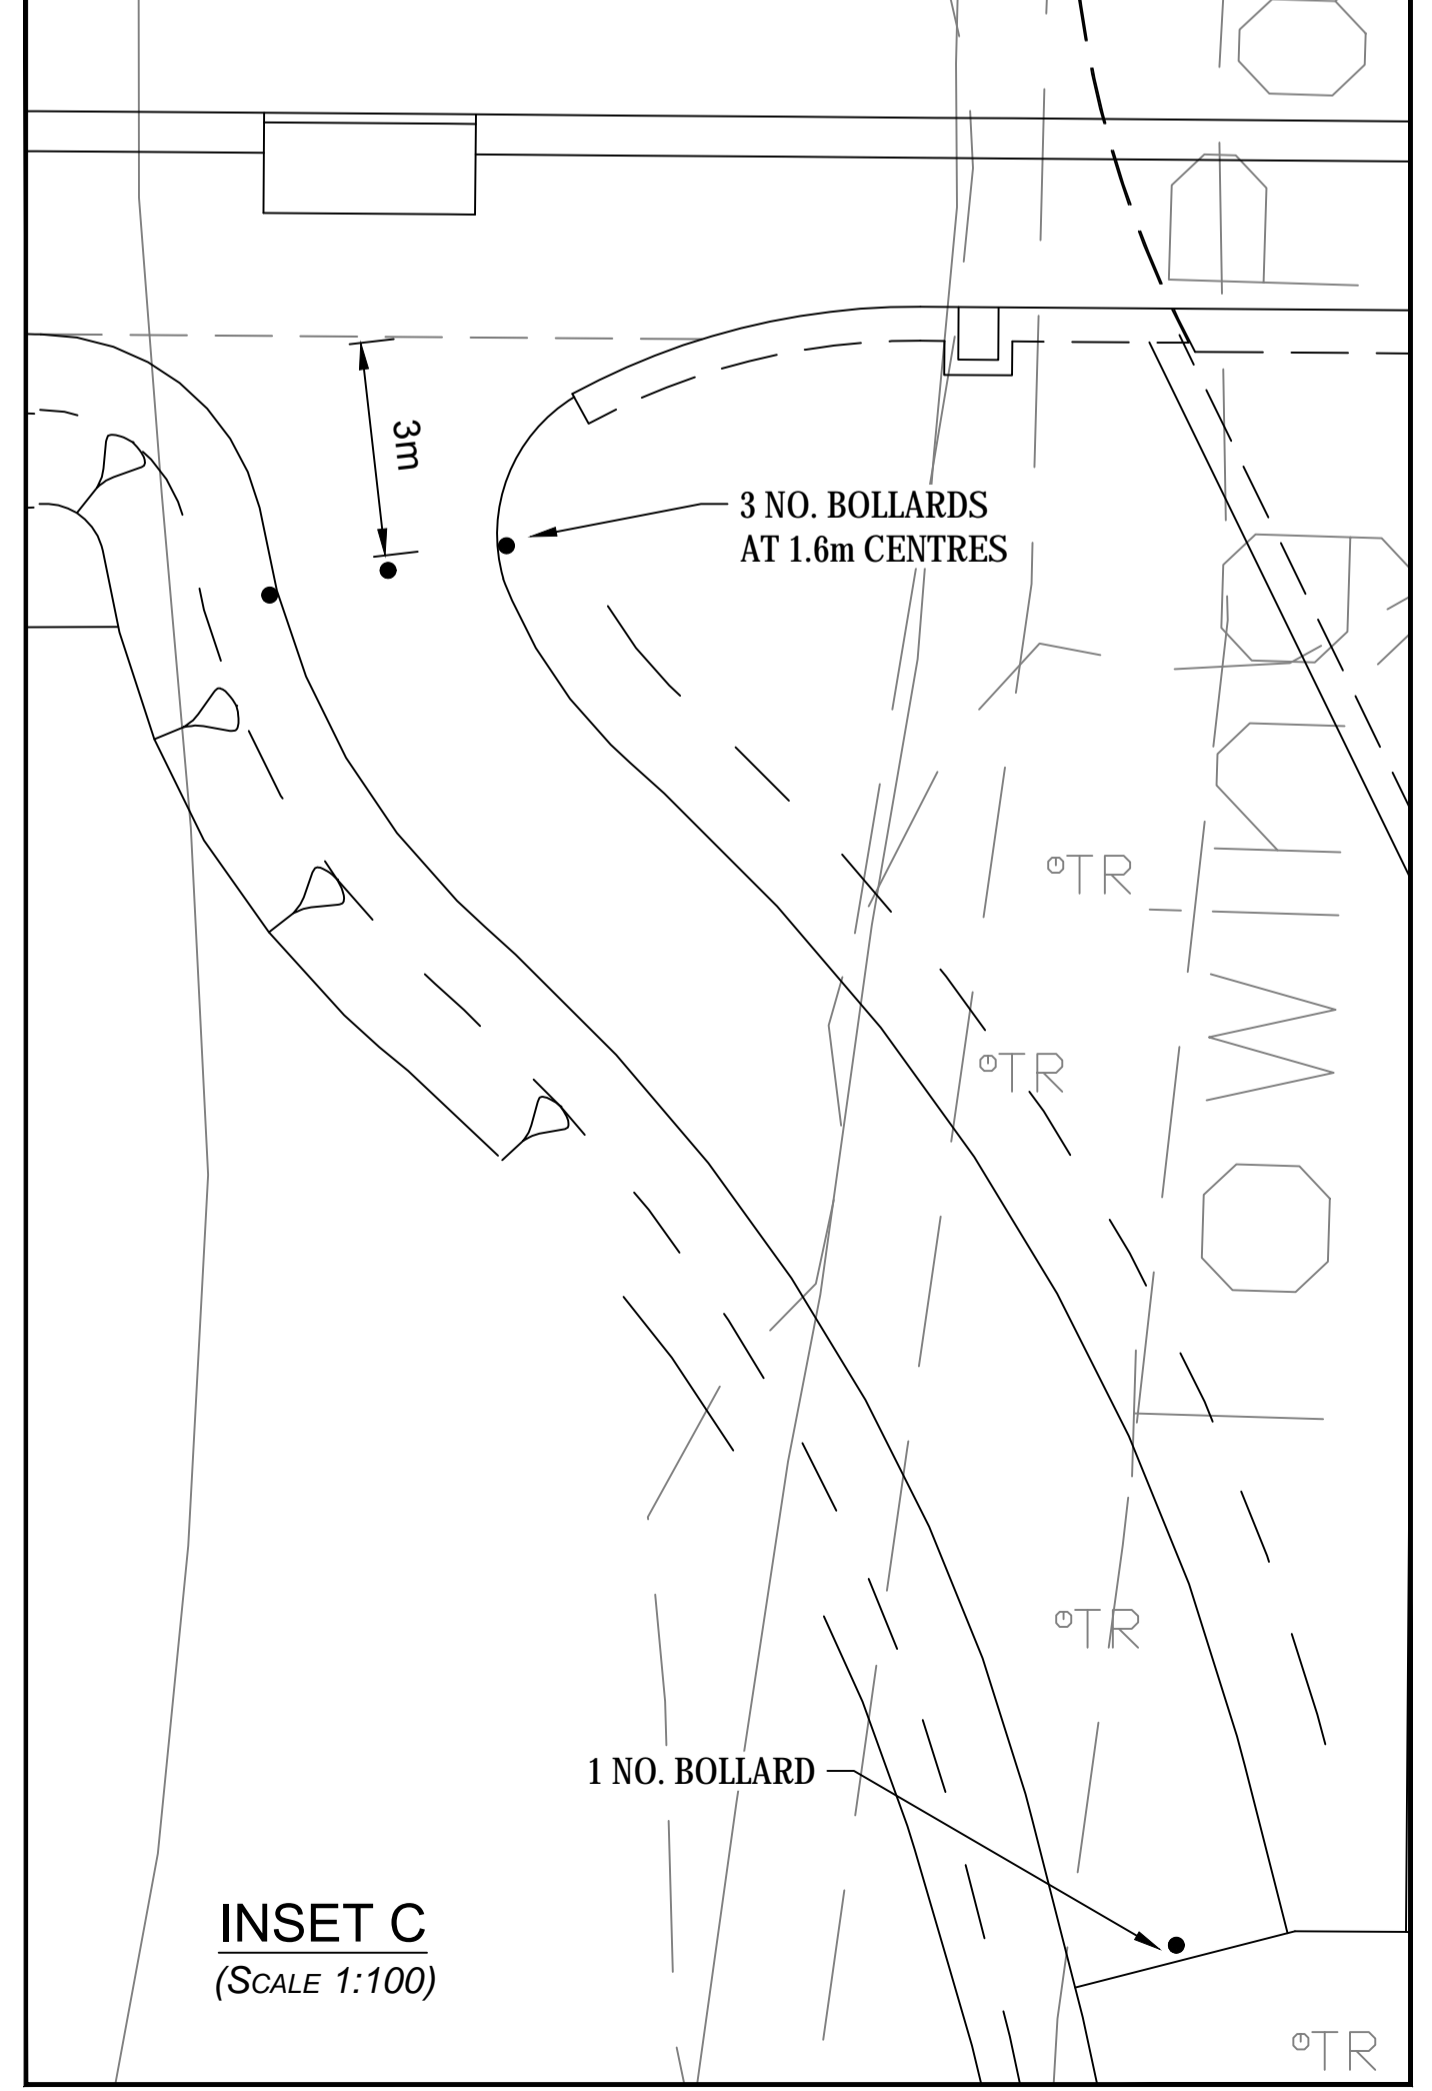 3m
3 NO. BOLLARDS
AT 1.6m CENTRES
TR
TR
TR
1 NO. BOLLARD
INSET C
(SCALE 1:100)
TR